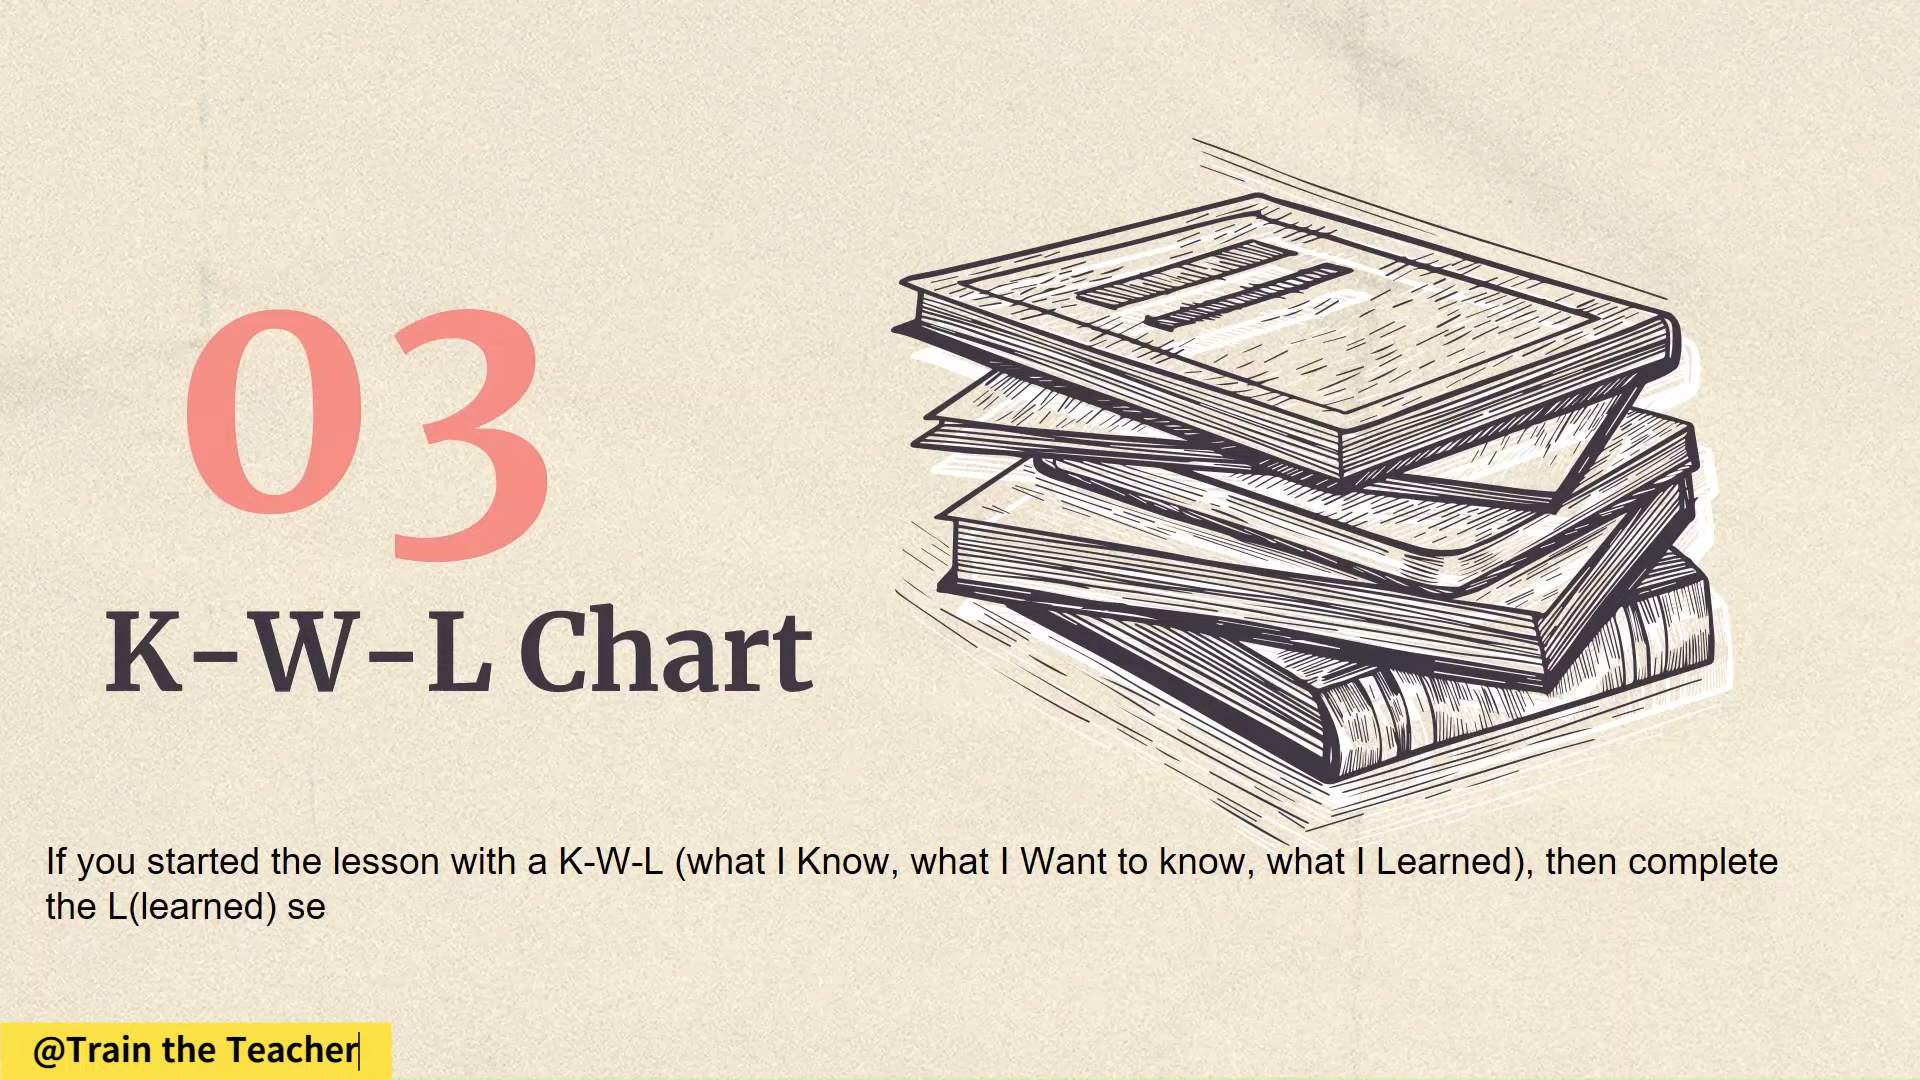 03
K-W-L Chart
If you started the lesson with a K-W-L (what I Know, what I Want to know, what I Learned), then complete
the L(learned) se
@Train the Teacher